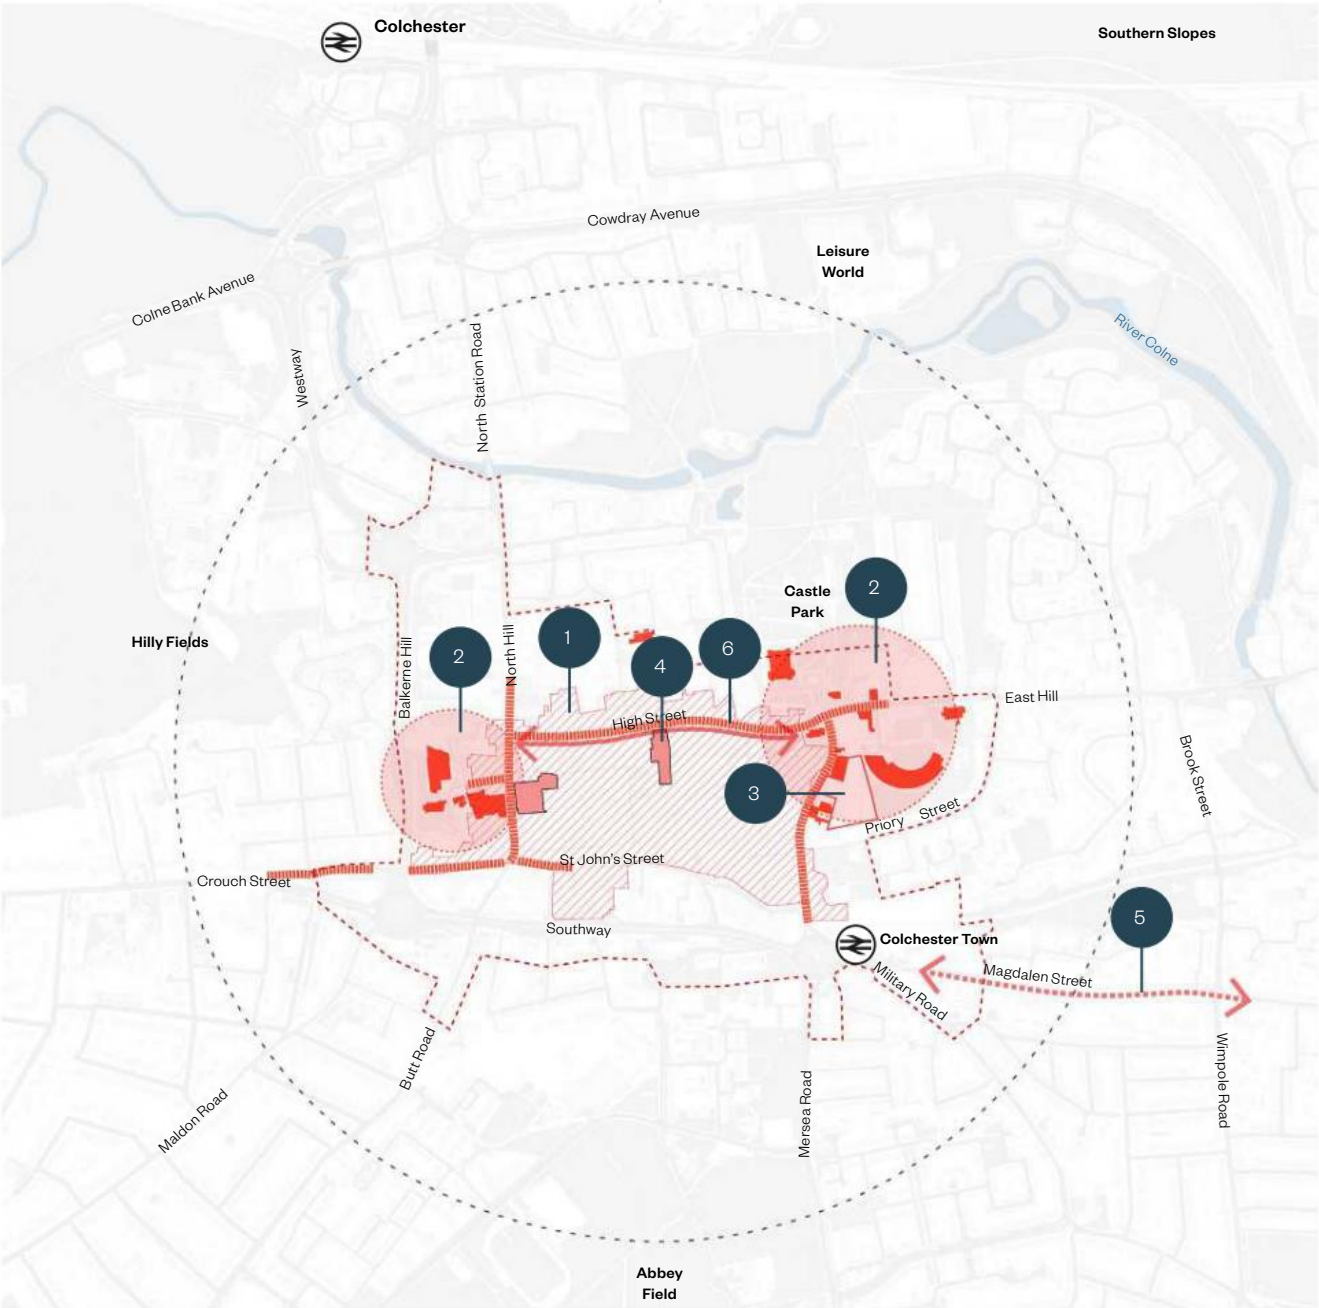 Colchester
Southern Slopes
Cowdray Avenue
Leisure
World
Colne Bank Avenue
River Colne
Westway
North Station Road
Castle
Park
2
Hilly Fields
Balkerne Hill
2
North Hill
1
4
6
East Hill
High Street
Brook Street
3
Priory Street
St John's Street
Crouch Street
Southway
5
Colchester Town
Magdalen Street
Military Road
Butt Road
Wimpole Road
Mersea Road
Maldon Road
Abbey
Field